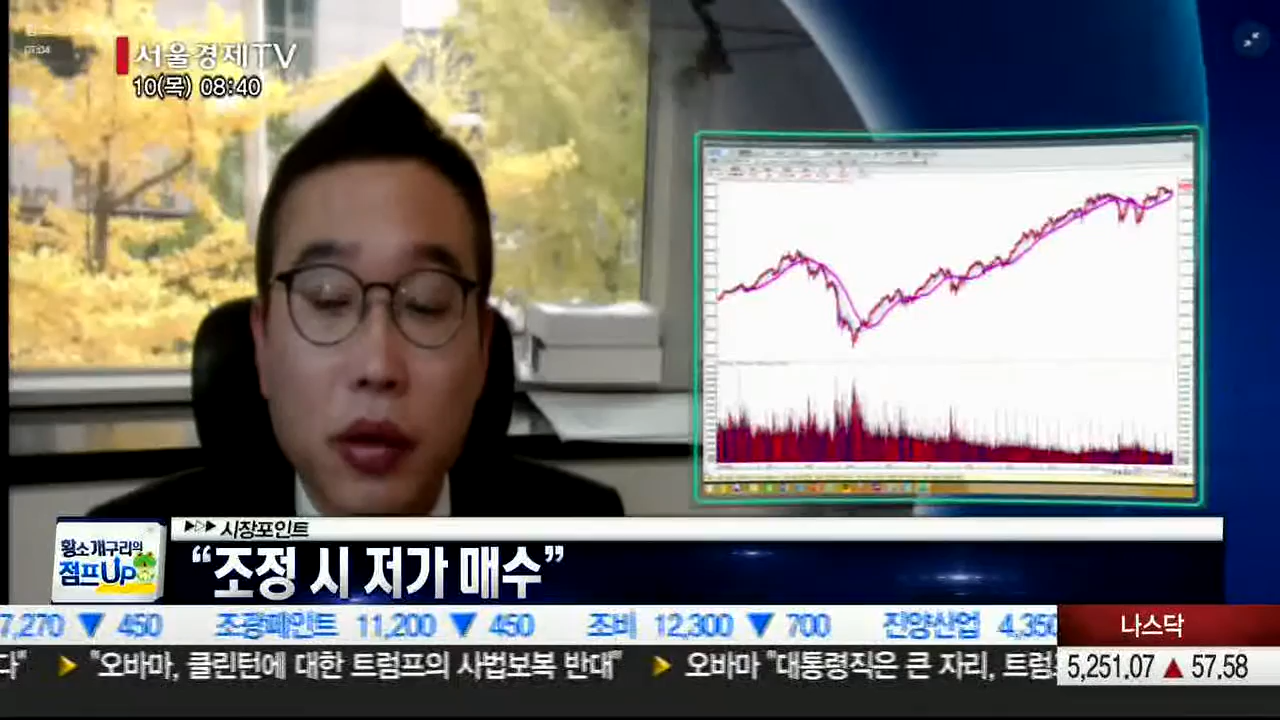 07:04
서울경제TV
10(목) 08:40
황소개구리의
점프UP
시장포인트
“조정 시 저가 매수”
7,270 ▼ 450 조광페인트 11,200 ▼ 450 조비 12,300 ▼ 700 진양산업 4,350
나스닥
다" "오바마, 클린턴에 대한 트럼프의 사법보복 반대" 오바마 "대통령직은 큰 자리, 트럼
5,251.07 ▲ 57,58